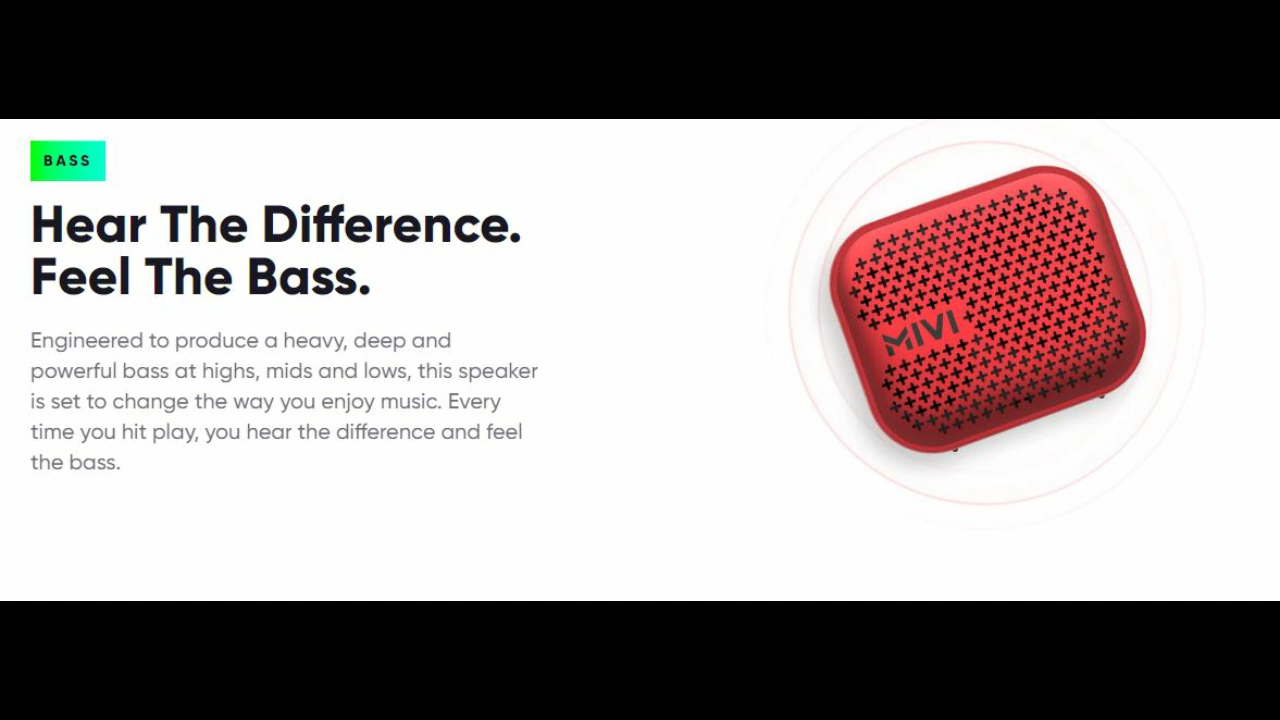 BASS
Hear The Difference.
Feel The Bass.
Engineered to produce a heavy, deep and
powerful bass at highs, mids and lows, this speaker
is set to change the way you enjoy music. Every
time you hit play, you hear the difference and feel
the bass.
MIVI